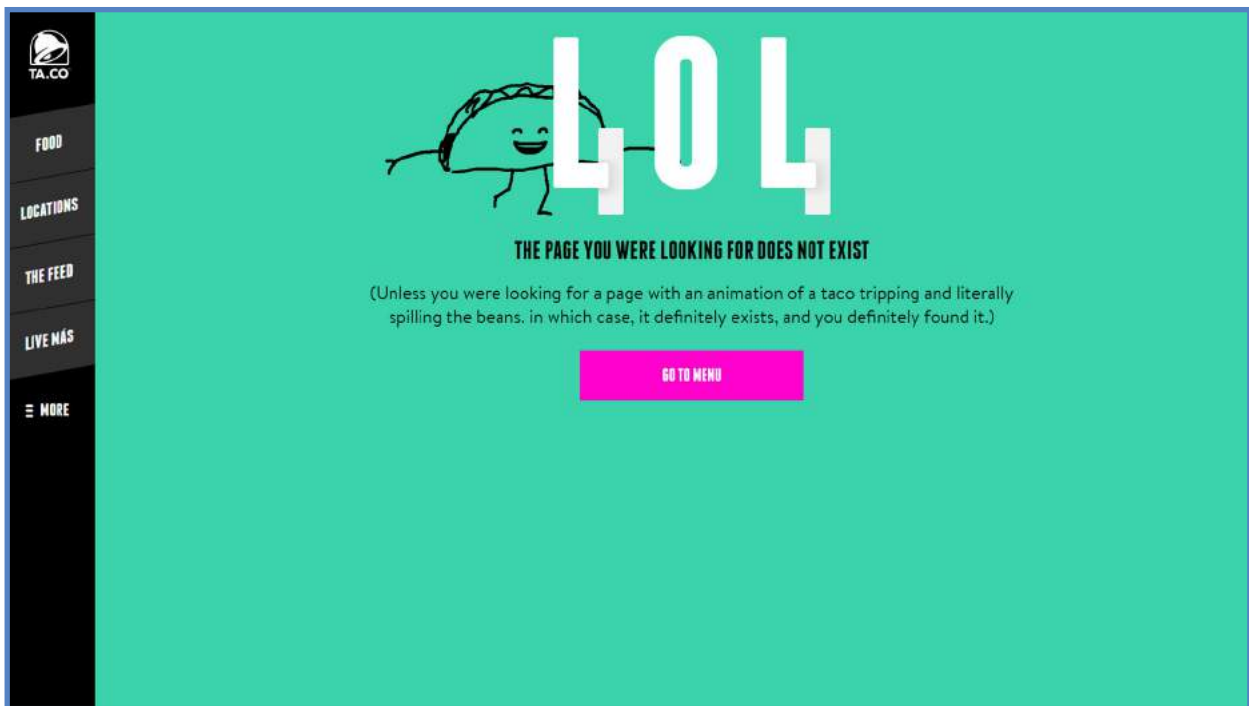 TA.CO
FOOD
LOCATIONS
THE FEED
LIVE MÁS
MORE
LOL
THE PAGE YOU WERE LOOKING FOR DOES NOT EXIST
(Unless you were looking for a page with an animation of a taco tripping and literally
spilling the beans. in which case, it definitely exists, and you definitely found it.)
GO TO MENU